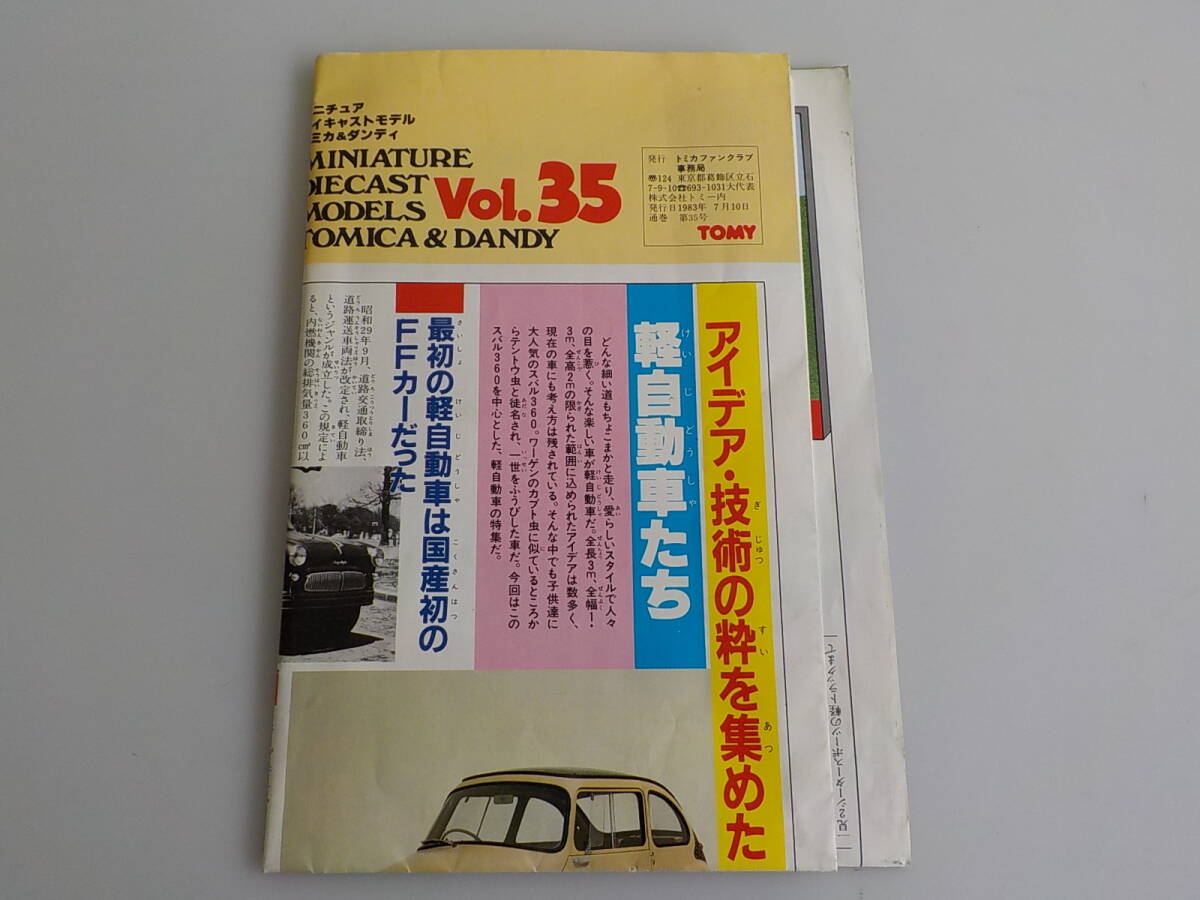 ニチュア
イキャストモデル
ミカ&ダンディ
MINIATURE
DIECAST
MODELS
TOMICA & DANDY
Vol.35
発行 トミカファンクラブ
事務局
〠124 東京都葛飾区立石
7-9-10☎693-1031大代表
株式会社トミー内
発行日1983年 7月10日
通巻 第35号
TOMY
アイデア・技術の粋を集めた
軽自動車たち
どんな細い道もちょこまかと走り、愛らしいスタイルで人々
の目を惹く。そんな楽しい車が軽自動車だ。全長3m、全幅1・
3m、全高2mの限られた範囲に込められたアイデアは数多く、
現在の車にも考え方は残されている。そんな中でも子供達に
大人気のスバル360。ワーゲンのカブト虫に似ているところか
らテントウ虫と徒名され、一世をふうびした車だ。今回はこの
スバル360を中心とした、軽自動車の特集だ。
最初の軽自動車は国産初の
FFカーだった
昭和29年9月、道路交通取締り法、
道路運送車両法が改定され、軽自動車
というジャンルが成立した。この規定によ
ると、内燃機関の総排気量360㎤以
見2シータースポーツの軽トラックまで